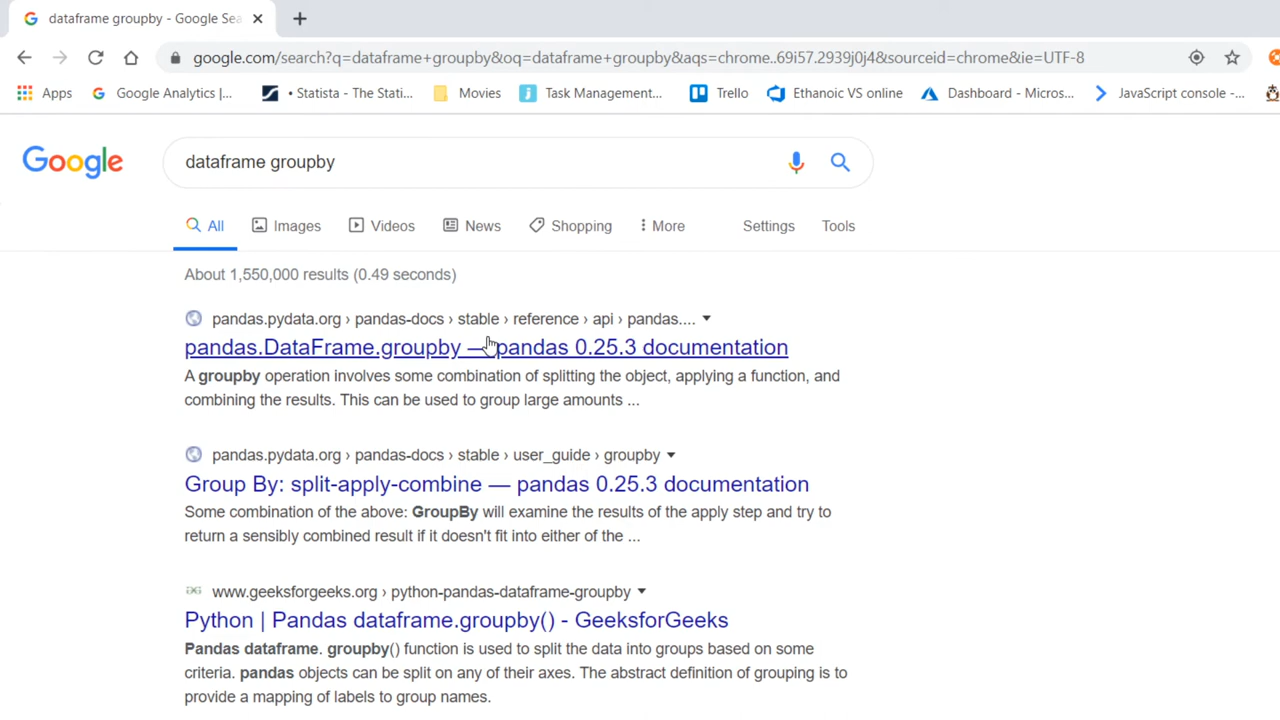 dataframe groupby - Google Sea
google.com/search?q=dataframe+groupby&oq=dataframe+groupby&aqs=chrome..69i57.2939j0j4&sourceid=chrome&ie=UTF-8
Apps Google Analytics |... • Statista - The Stati... Movies Task Management... Trello Ethanoic VS online Dashboard - Micros... JavaScript console -...
Google dataframe groupby
All Images Videos News Shopping More Settings Tools
About 1,550,000 results (0.49 seconds)
pandas.pydata.org › pandas-docs › stable › reference › api › pandas....
pandas.DataFrame.groupby — pandas 0.25.3 documentation
A groupby operation involves some combination of splitting the object, applying a function, and
combining the results. This can be used to group large amounts ...
pandas.pydata.org › pandas-docs › stable › user_guide › groupby
Group By: split-apply-combine — pandas 0.25.3 documentation
Some combination of the above: GroupBy will examine the results of the apply step and try to
return a sensibly combined result if it doesn't fit into either of the ...
www.geeksforgeeks.org › python-pandas-dataframe-groupby
Python | Pandas dataframe.groupby() - GeeksforGeeks
Pandas dataframe. groupby() function is used to split the data into groups based on some
criteria. pandas objects can be split on any of their axes. The abstract definition of grouping is to
provide a mapping of labels to group names.